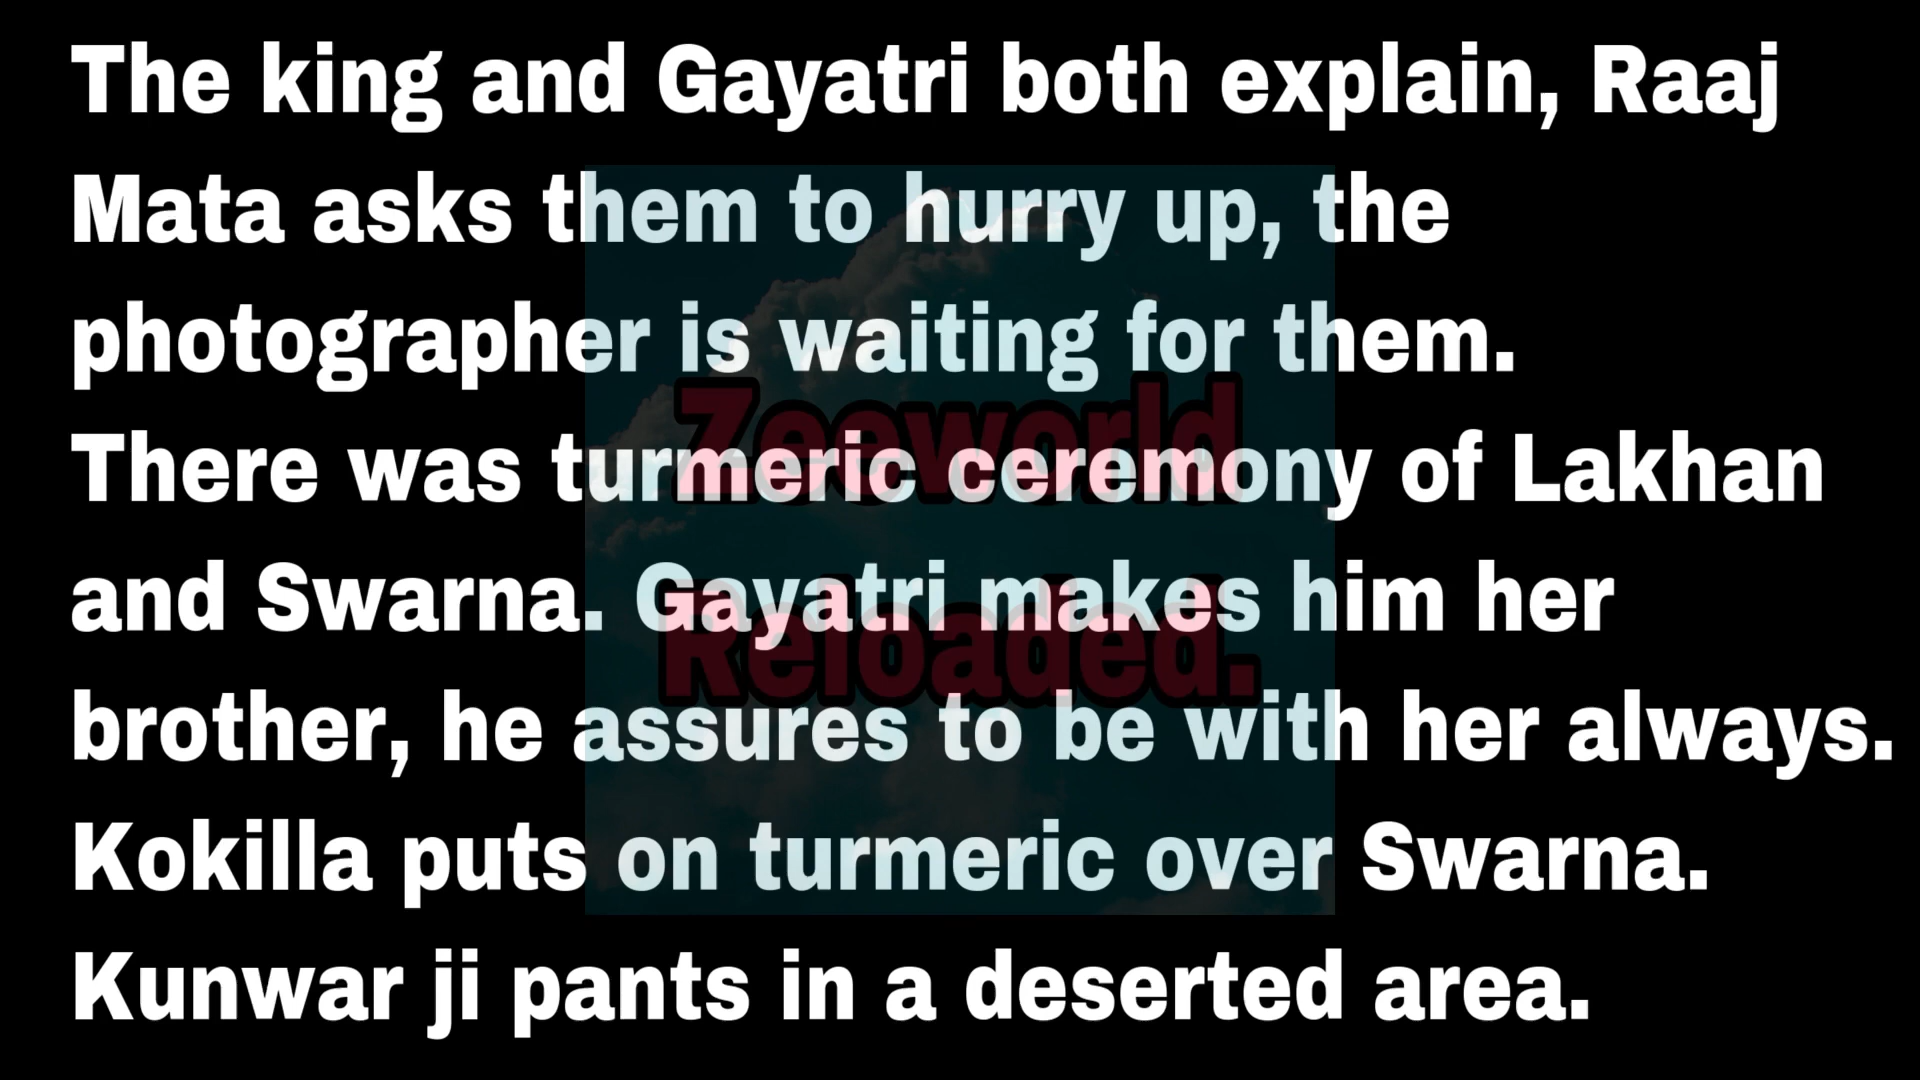 The king and Gayatri both explain, Raaj
Mata asks them to hurry up, the
photographer is waiting for them.
There was turmeric ceremony of Lakhan
and Swarna. Gayatri makes him her
brother, he assures to be with her always.
Kokilla puts on turmeric over Swarna.
Kunwar ji pants in a deserted area.
Zeeworld
Reloaded.